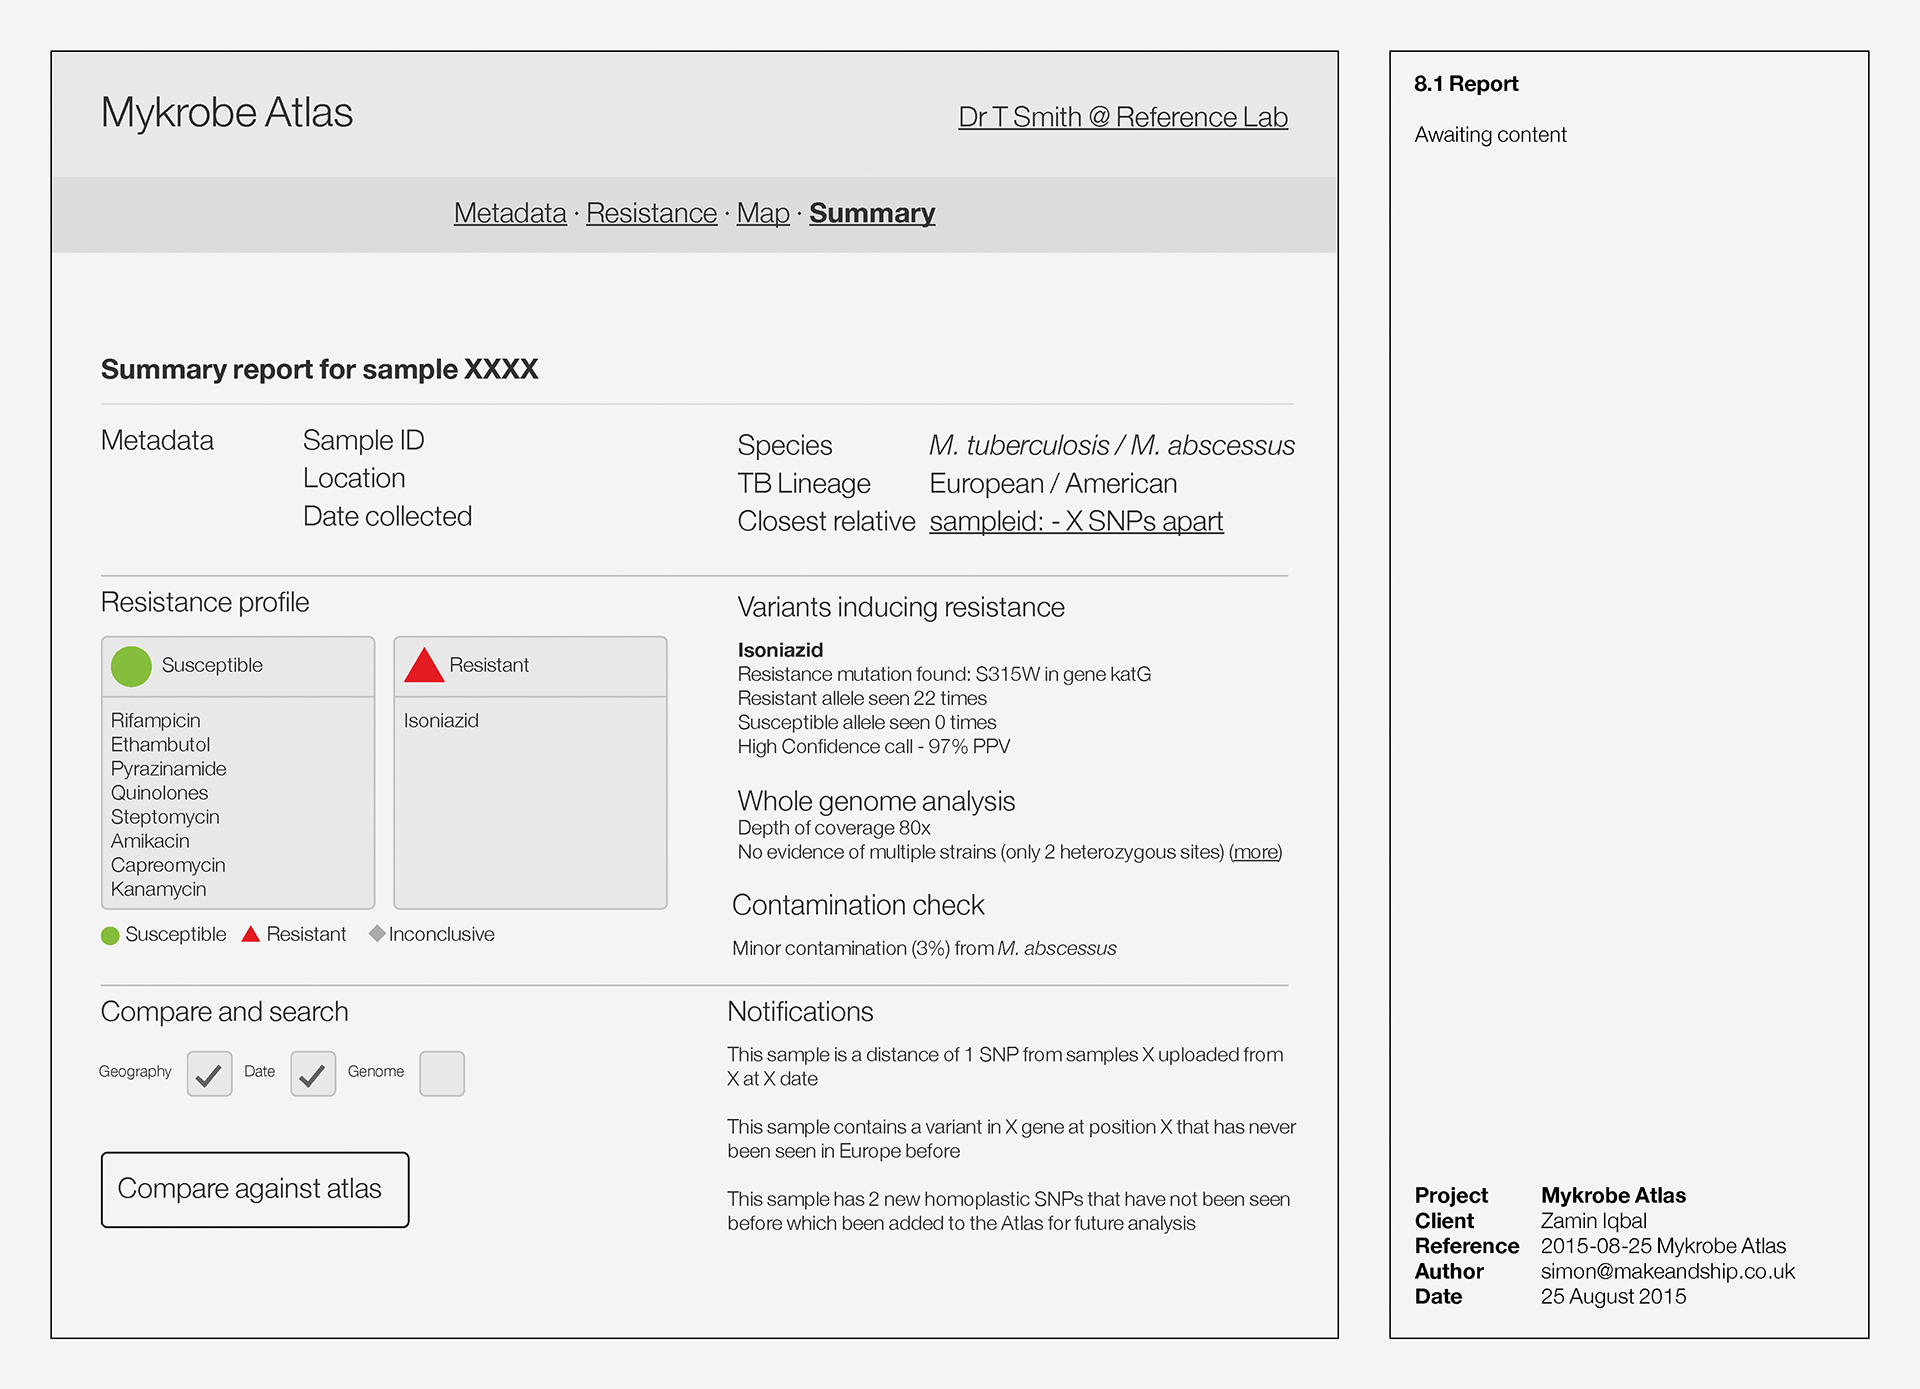 Mykrobe Atlas
Dr T Smith @ Reference Lab
Metadata · Resistance · Map · Summary
Summary report for sample XXXX
Metadata
Sample ID
Location
Date collected
Species M. tuberculosis / M. abscessus
TB Lineage European / American
Closest relative sampleid: - X SNPs apart
Resistance profile
Susceptible
Rifampicin
Ethambutol
Pyrazinamide
Quinolones
Steptomycin
Amikacin
Capreomycin
Kanamycin
Resistant
Isoniazid
Susceptible Resistant Inconclusive
Variants inducing resistance
Isoniazid
Resistance mutation found: S315W in gene katG
Resistant allele seen 22 times
Susceptible allele seen 0 times
High Confidence call - 97% PPV
Whole genome analysis
Depth of coverage 80x
No evidence of multiple strains (only 2 heterozygous sites) (more)
Contamination check
Minor contamination (3%) from M. abscessus
Compare and search
Geography Date Genome
Compare against atlas
Notifications
This sample is a distance of 1 SNP from samples X uploaded from
X at X date
This sample contains a variant in X gene at position X that has never
been seen in Europe before
This sample has 2 new homoplastic SNPs that have not been seen
before which been added to the Atlas for future analysis
8.1 Report
Awaiting content
Project Mykrobe Atlas
Client Zamin Iqbal
Reference 2015-08-25 Mykrobe Atlas
Author simon@makeandship.co.uk
Date 25 August 2015